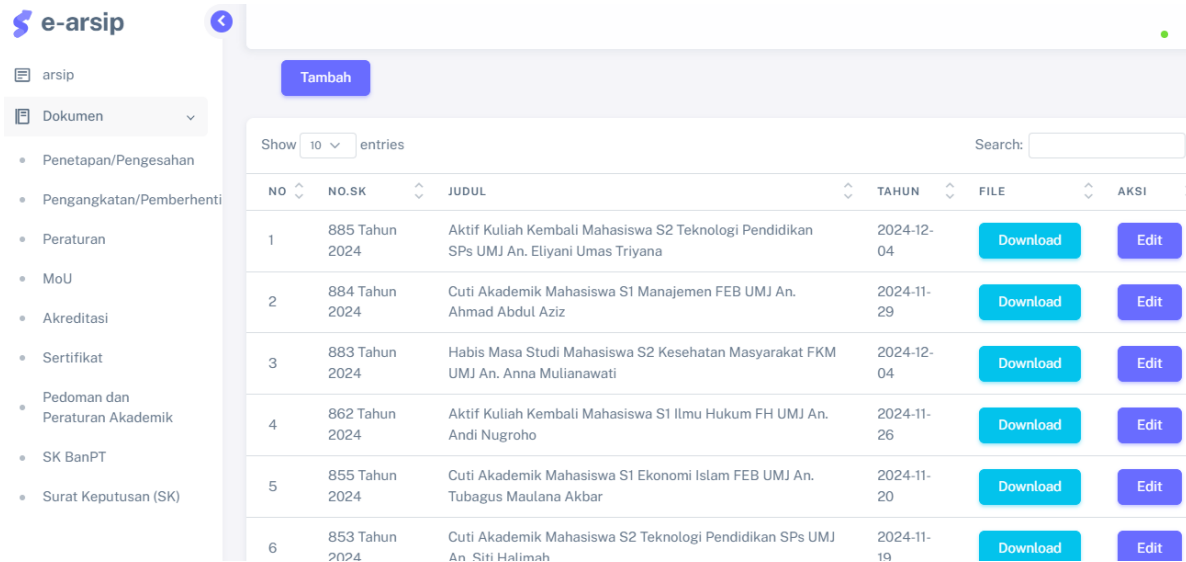 e-arsip
arsip
Dokumen
Penetapan/Pengesahan
Pengangkatan/Pemberhenti
Peraturan
MoU
Akreditasi
Sertifikat
Pedoman dan
Peraturan Akademik
SK BanPT
Surat Keputusan (SK)
Tambah
Show 10 entries
Search:
NO NO.SK JUDUL TAHUN FILE AKSI
1 885 Tahun Aktif Kuliah Kembali Mahasiswa S2 Teknologi Pendidikan 2024-12- Download Edit
2024 SPs UMJ An. Eliyani Umas Triyana 04
2 884 Tahun Cuti Akademik Mahasiswa S1 Manajemen FEB UMJ An. 2024-11- Download Edit
2024 Ahmad Abdul Aziz 29
3 883 Tahun Habis Masa Studi Mahasiswa S2 Kesehatan Masyarakat FKM 2024-12- Download Edit
2024 UMJ An. Anna Mulianawati 04
4 862 Tahun Aktif Kuliah Kembali Mahasiswa S1 Ilmu Hukum FH UMJ An. 2024-11- Download Edit
2024 Andi Nugroho 26
5 855 Tahun Cuti Akademik Mahasiswa S1 Ekonomi Islam FEB UMJ An. 2024-11- Download Edit
2024 Tubagus Maulana Akbar 20
6 853 Tahun Cuti Akademik Mahasiswa S2 Teknologi Pendidikan SPs UMJ 2024-11- Download Edit
2024 An. Siti Halimah 19